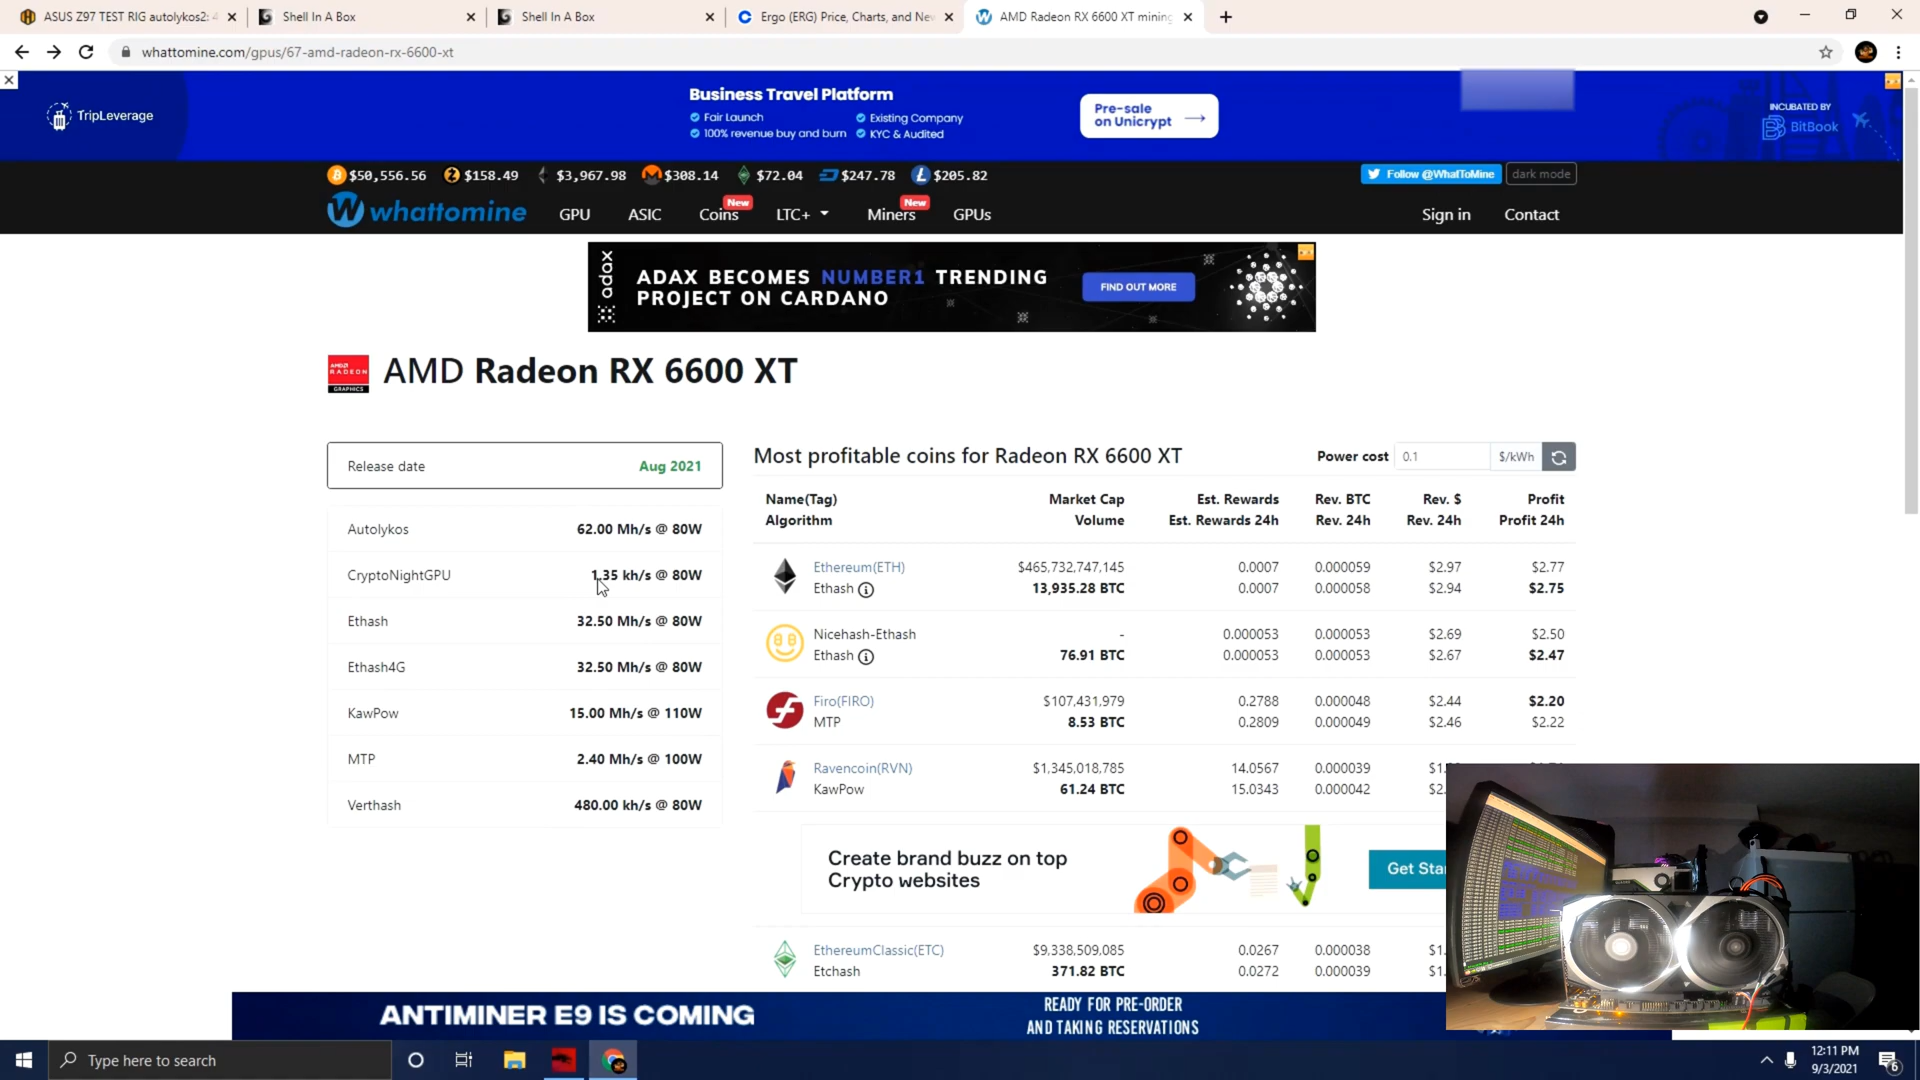 ASUS Z97 TEST RIG autolykos2: 4
Shell In A Box
Shell In A Box
Ergo (ERG) Price, Charts, and Ne
AMD Radeon RX 6600 XT mining
whattomine.com/gpus/67-amd-radeon-rx-6600-xt
TripLeverage
Business Travel Platform
Fair Launch
Existing Company
100% revenue buy and burn
KYC & Audited
Pre-sale
on Unicrypt
INCUBATED BY
BitBook
$50,556.56 $158.49 $3,967.98 $308.14 $72.04 $247.78 $205.82
Follow @WhatToMine
dark mode
whattomine
GPU
ASIC
Coins
New
LTC+
Miners
New
GPUs
Sign in
Contact
adax
ADAX BECOMES NUMBER1 TRENDING
PROJECT ON CARDANO
FIND OUT MORE
AMD
RADEON
GRAPHICS
AMD Radeon RX 6600 XT
Release date Aug 2021
Autolykos 62.00 Mh/s @ 80W
CryptoNightGPU 1.35 kh/s @ 80W
Ethash 32.50 Mh/s @ 80W
Ethash4G 32.50 Mh/s @ 80W
KawPow 15.00 Mh/s @ 110W
MTP 2.40 Mh/s @ 100W
Verthash 480.00 kh/s @ 80W
Most profitable coins for Radeon RX 6600 XT
Power cost 0.1 $/kWh
Name(Tag) Market Cap Est. Rewards Rev. BTC Rev. $ Profit
Algorithm Volume Est. Rewards 24h Rev. 24h Rev. 24h Profit 24h
Ethereum(ETH) $465,732,747,145 0.0007 0.000059 $2.97 $2.77
Ethash 13,935.28 BTC 0.0007 0.000058 $2.94 $2.75
Nicehash-Ethash - 0.000053 0.000053 $2.69 $2.50
Ethash 76.91 BTC 0.000053 0.000053 $2.67 $2.47
Firo(FIRO) $107,431,979 0.2788 0.000048 $2.44 $2.20
MTP 8.53 BTC 0.2809 0.000049 $2.46 $2.22
Ravencoin(RVN) $1,345,018,785 14.0567 0.000039 $1.
KawPow 61.24 BTC 15.0343 0.000042 $2.
Create brand buzz on top
Crypto websites
Get Sta
EthereumClassic(ETC) $9,338,509,085 0.0267 0.000038 $1.
Etchash 371.82 BTC 0.0272 0.000039 $1.
ANTIMINER E9 IS COMING
READY FOR PRE-ORDER
AND TAKING RESERVATIONS
Type here to search
12:11 PM
9/3/2021
6